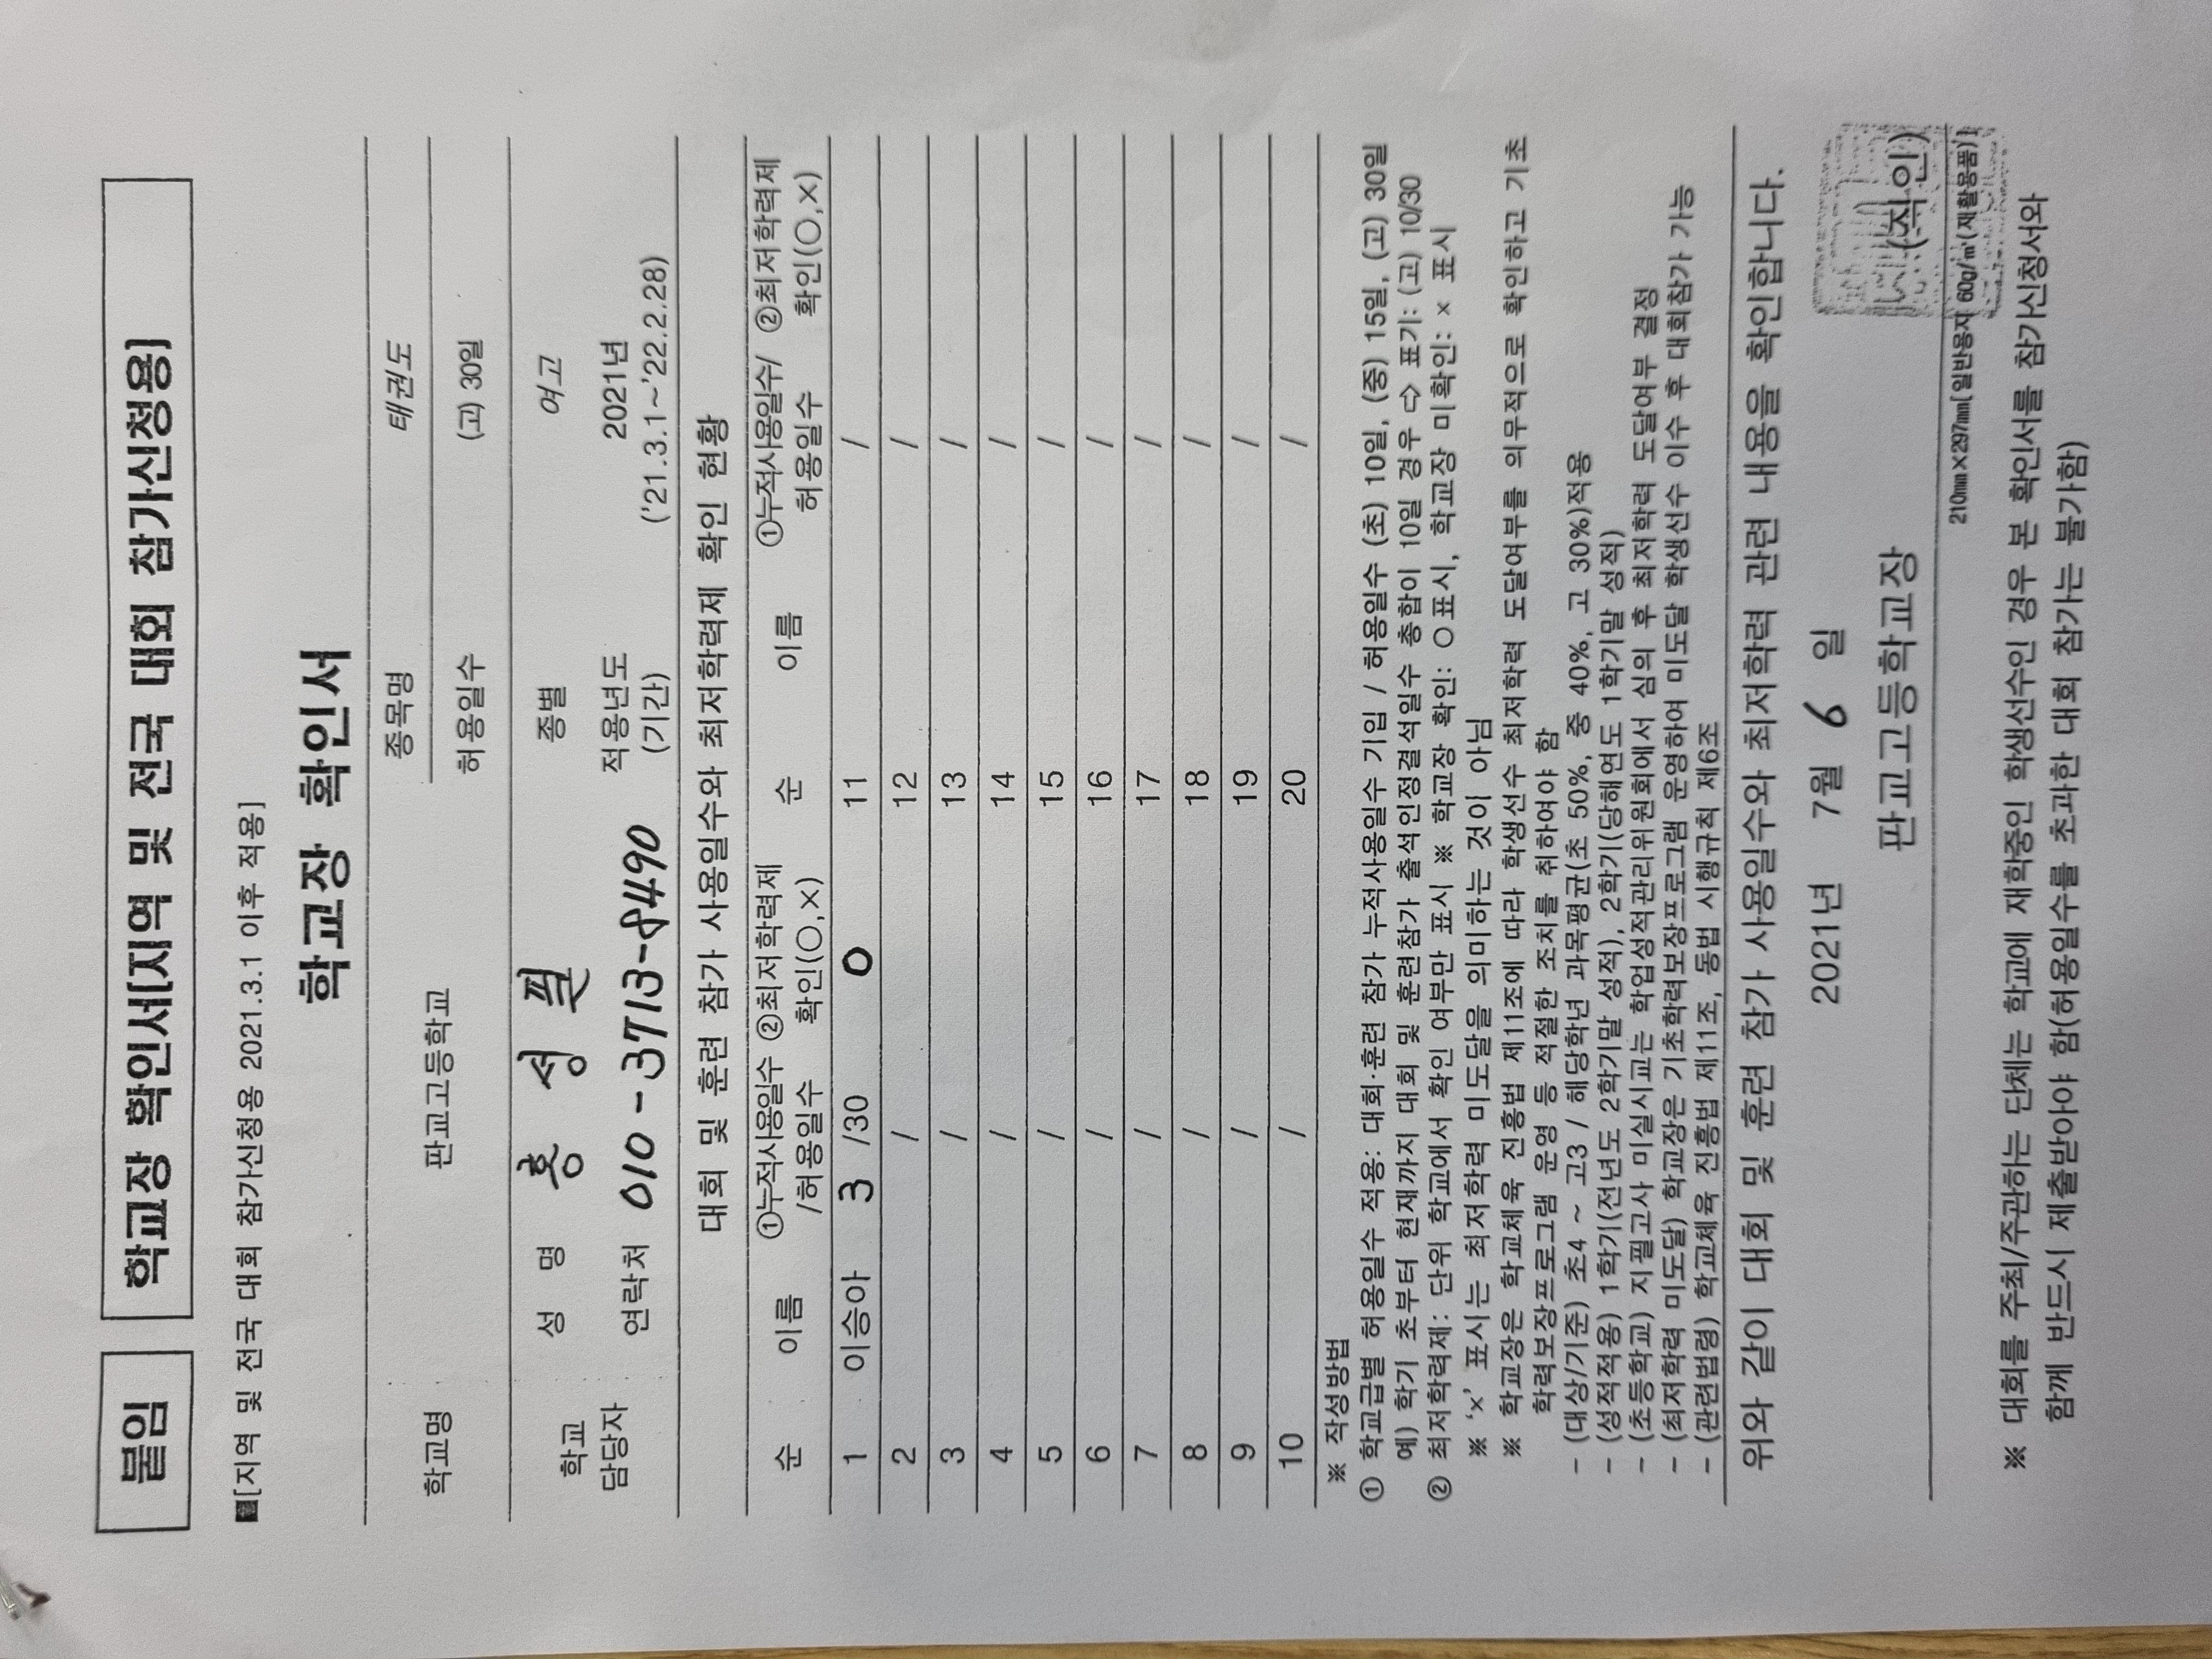 붙임
학교장 확인서[지역 및 전국 대회 참가신청용]
■[지역 및 전국 대회 참가신청용 2021.3.1 이후 적용]
학교장 확인서
학교명 판교고등학교 종목명 태권도
허용일수 (고) 30일
학교 담당자 성 명 홍 성 필 종별 여고
연락처 010-3713-8490 적용년도 (기간) 2021년 ('21.3.1~'22.2.28)
대회 및 훈련 참가 사용일수와 최저학력제 확인 현황
순 이름 ①누적사용일수 /허용일수 ②최저학력제 확인(○,×) 순 이름 ①누적사용일수/ 허용일수 ②최저학력제 확인(○,×)
1 이승아 3 /30 O 11 /
2 / 12 /
3 / 13 /
4 / 14 /
5 / 15 /
6 / 16 /
7 / 17 /
8 / 18 /
9 / 19 /
10 / 20 /
※ 작성방법
① 학교급별 허용일수 적용: 대회·훈련 참가 누적사용일수 기입 / 허용일수 (초) 10일, (중) 15일, (고) 30일
예) 학기 초부터 현재까지 대회 및 훈련참가 출석인정결석일수 총합이 10일 경우 ⇨ 표기: (고) 10/30
② 최저학력제: 단위 학교에서 확인 여부만 표시 ※ 학교장 확인: ○표시, 학교장 미확인: × 표시
※ '×' 표시는 최저학력 미도달을 의미하는 것이 아님
※ 학교장은 학교체육 진흥법 제11조에 따라 학생선수 최저학력 도달여부를 의무적으로 확인하고 기초
학력보장프로그램 운영 등 적절한 조치를 취하여야 함
- (대상/기준) 초4 ~ 고3 / 해당학년 과목평균(초 50%, 중 40%, 고 30%)적용
- (성적적용) 1학기(전년도 2학기말 성적), 2학기(당해연도 1학기말 성적)
- (초등학교) 지필고사 미실시교는 학업성적관리위원회에서 심의 후 최저학력 도달여부 결정
- (최저학력 미도달) 학교장은 기초학력보장프로그램 운영하여 미도달 학생선수 이수 후 대회참가 가능
- (관련법령) 학교체육 진흥법 제11조, 동법 시행규칙 제6조
위와 같이 대회 및 훈련 참가 사용일수와 최저학력 관련 내용을 확인합니다.
2021년 7월 6 일
판교고등학교장 (직인)
210㎜×297㎜[일반용지 60g/㎡(재활용품)]
※ 대회를 주최/주관하는 단체는 학교에 재학중인 학생선수인 경우 본 확인서를 참가신청서와
함께 반드시 제출받아야 함(허용일수를 초과한 대회 참가는 불가함)